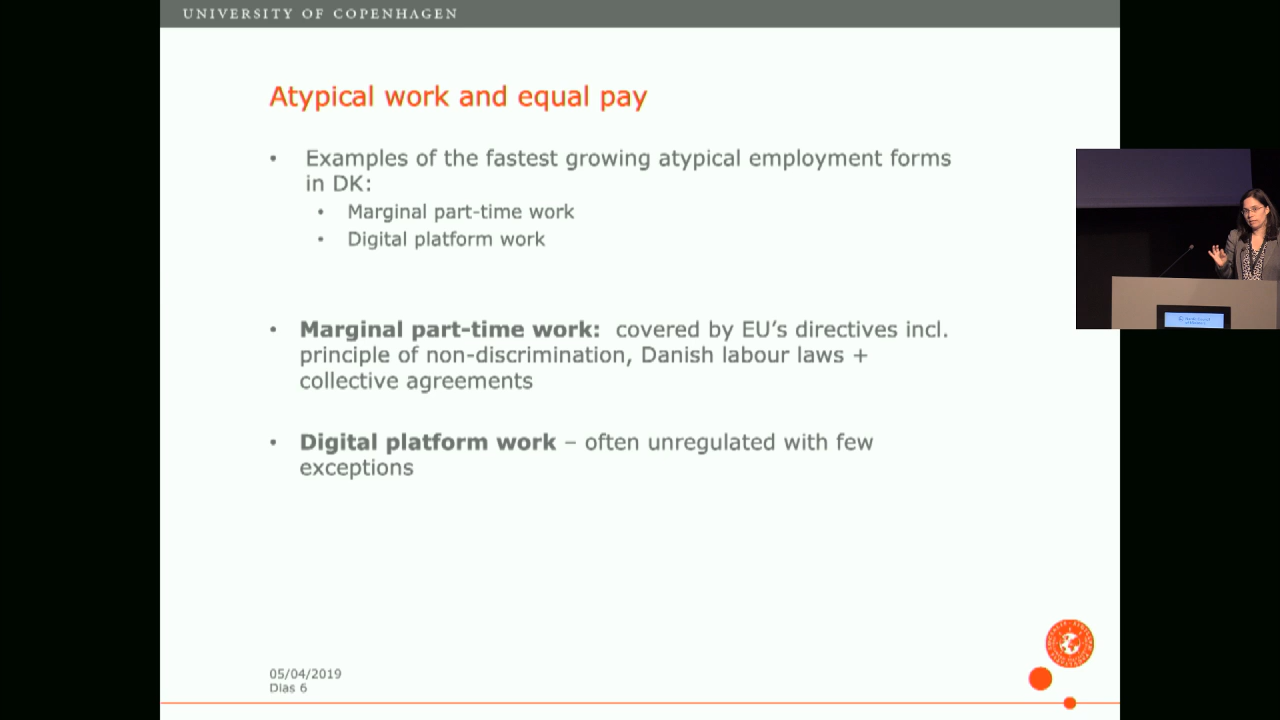 UNIVERSITY OF COPENHAGEN
Atypical work and equal pay
• Examples of the fastest growing atypical employment forms
in DK:
• Marginal part-time work
• Digital platform work
• Marginal part-time work: covered by EU's directives incl.
principle of non-discrimination, Danish labour laws +
collective agreements
• Digital platform work – often unregulated with few
exceptions
05/04/2019
Dias 6